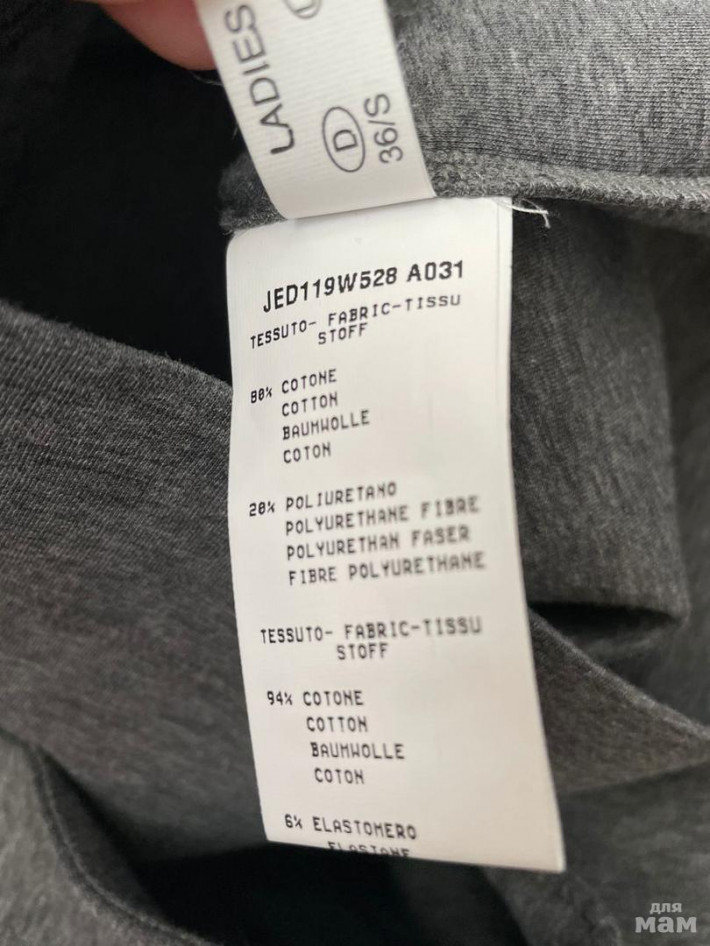 LADIES
D
36/S
JED119W528 A031
TESSUTO- FABRIC-TISSU
STOFF
80% COTONE
COTTON
BAUMWOLLE
COTON
20% POLIURETANO
POLYURETHANE FIBRE
POLYURETHAN FASER
FIBRE POLYURETHANE
TESSUTO- FABRIC-TISSU
STOFF
94% COTONE
COTTON
BAUMWOLLE
COTON
6% ELASTOMERO
ELASTANE
для
мам